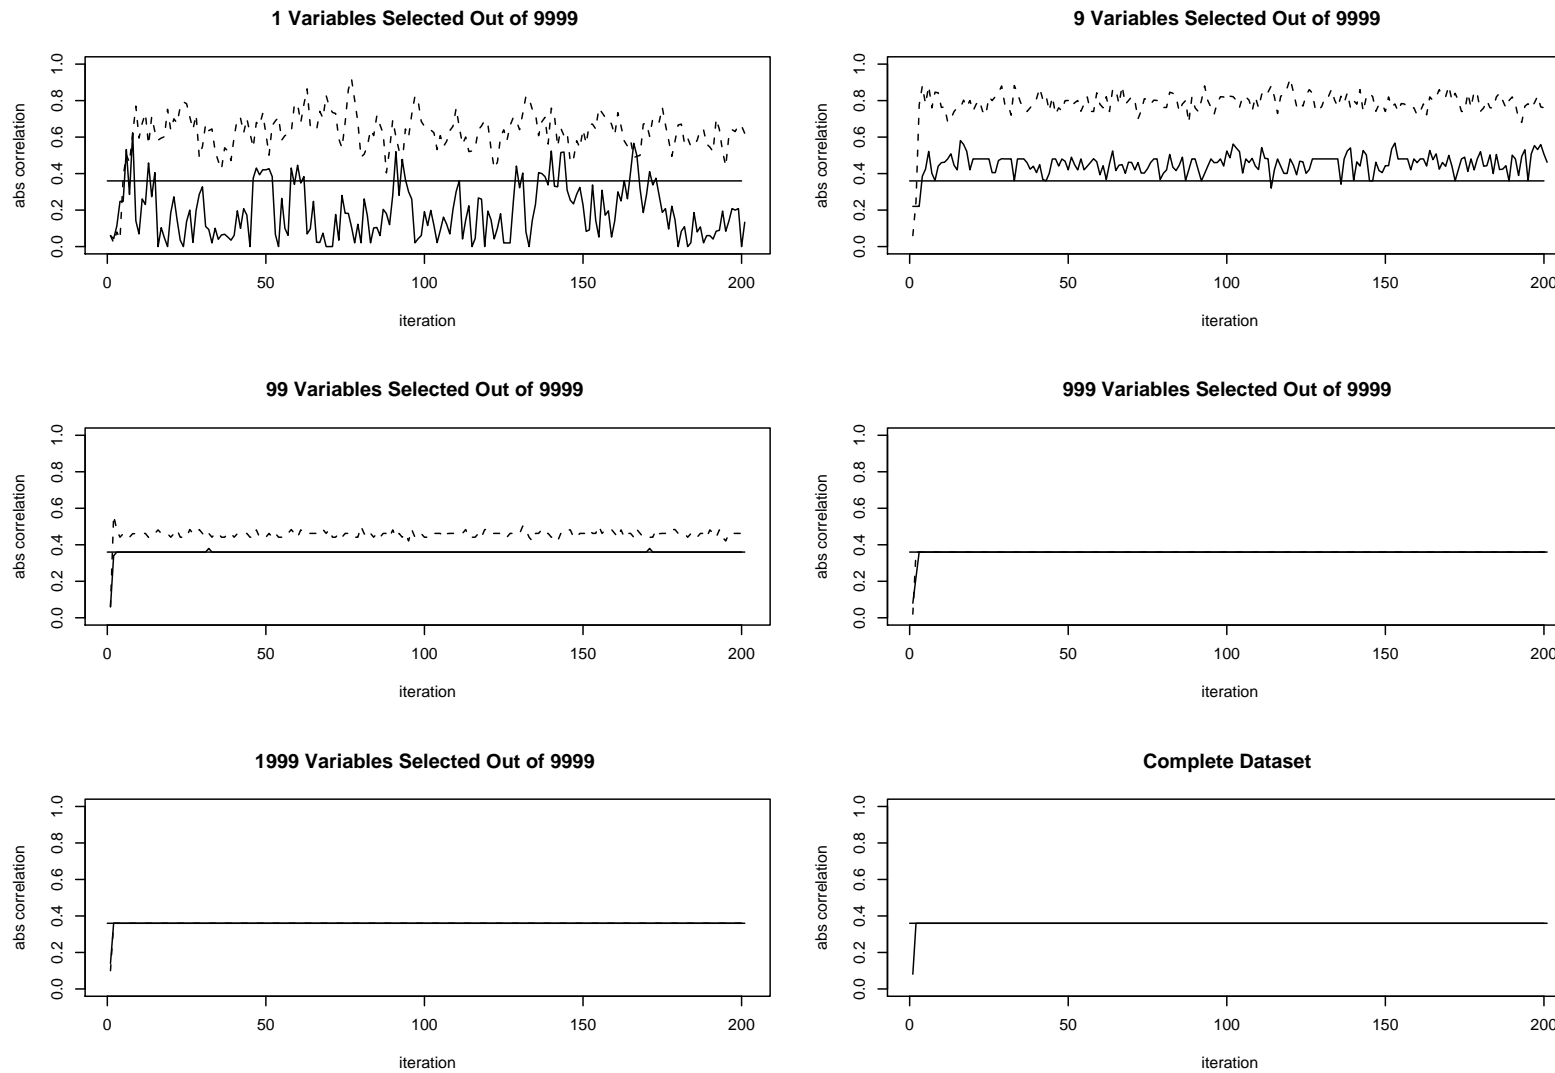 1 Variables Selected Out of 9999
abs correlation
1.0
0.8
0.6
0.4
0.2
0.0
0 50 100 150 200
iteration
9 Variables Selected Out of 9999
abs correlation
1.0
0.8
0.6
0.4
0.2
0.0
0 50 100 150 200
iteration
99 Variables Selected Out of 9999
abs correlation
1.0
0.8
0.6
0.4
0.2
0.0
0 50 100 150 200
iteration
999 Variables Selected Out of 9999
abs correlation
1.0
0.8
0.6
0.4
0.2
0.0
0 50 100 150 200
iteration
1999 Variables Selected Out of 9999
abs correlation
1.0
0.8
0.6
0.4
0.2
0.0
0 50 100 150 200
iteration
Complete Dataset
abs correlation
1.0
0.8
0.6
0.4
0.2
0.0
0 50 100 150 200
iteration